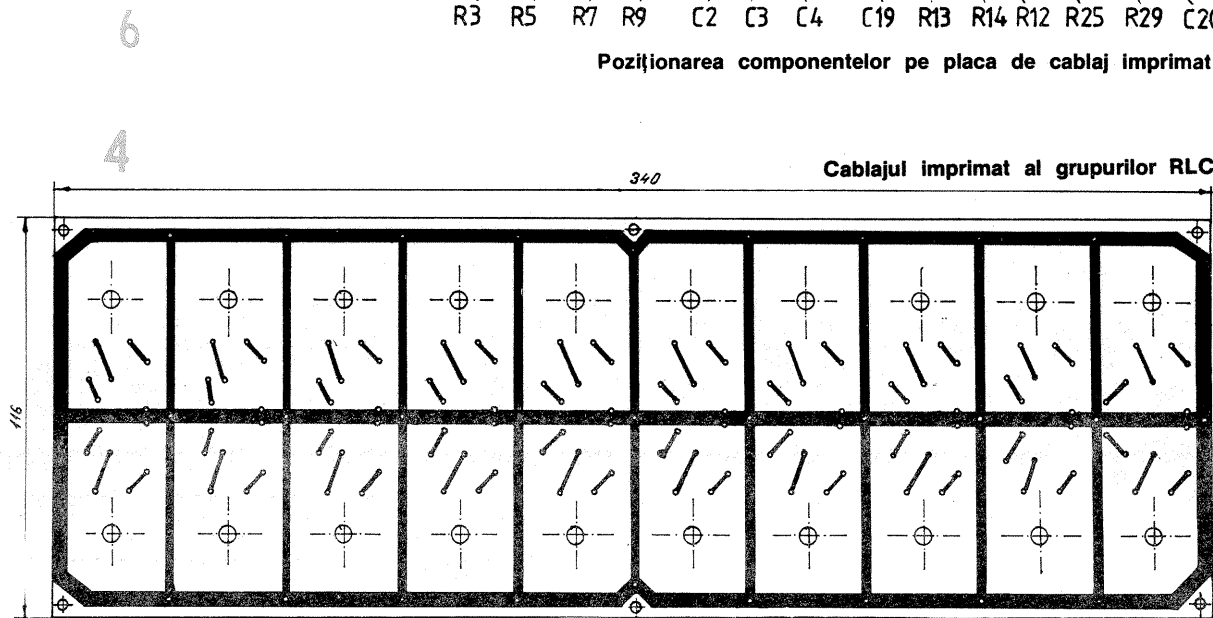 R3 R5 R7 R9 C2 C3 C4 C19 R13 R14 R12 R25 R29 C20
6
Poziționarea componentelor pe placa de cablaj imprimat
4
Cablajul imprimat al grupurilor RLC
340
116